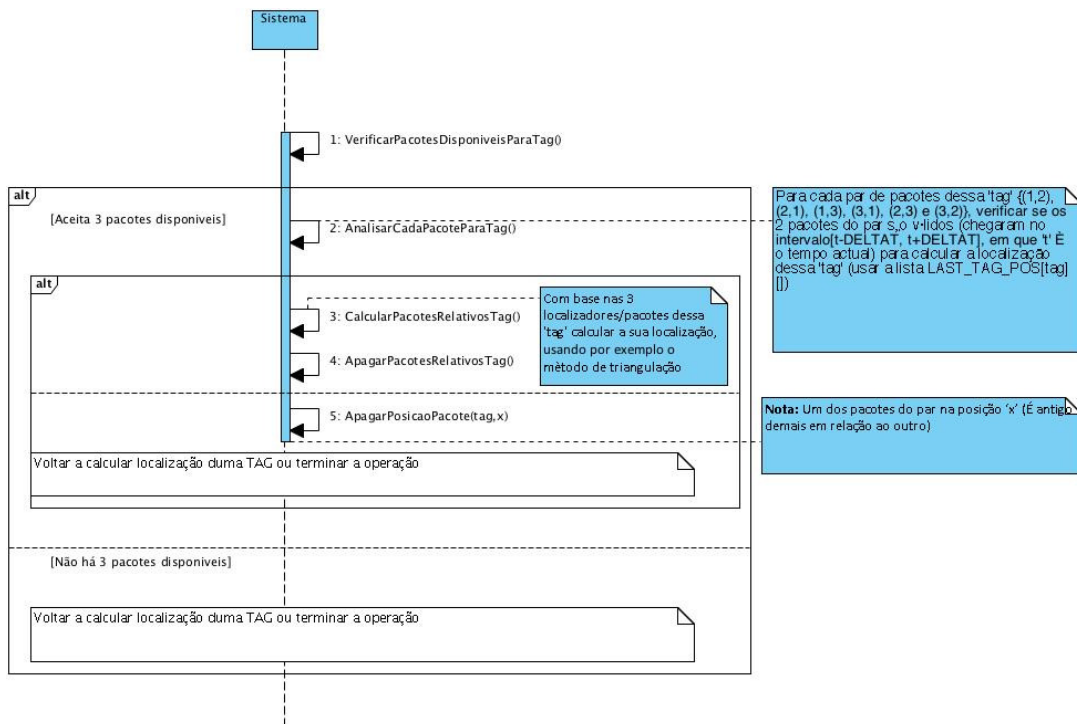 Sistema
1: VerificarPacotesDisponiveisParaTag()
alt
[Aceita 3 pacotes disponiveis]
2: AnalisarCadaPacoteParaTag()
Para cada par de pacotes dessa 'tag' {(1,2),
(2,1), (1,3), (3,1), (2,3) e (3,2)}, verificar se os
2 pacotes do par s„o v·lidos (chegaram no
intervalo[t-DELTAT, t+DELTAT], em que 't' È
o tempo actual) para calcular a localização
dessa 'tag' (usar a lista LAST_TAG_POS[tag]
[])
alt
3: CalcularPacotesRelativosTag()
Com base nas 3
localizadores/pacotes dessa
'tag' calcular a sua localização,
usando por exemplo o
mètodo de triangulação
4: ApagarPacotesRelativosTag()
5: ApagarPosicaoPacote(tag,x)
Nota: Um dos pacotes do par na posição ‘x’ (É antigo
demais em relação ao outro)
Voltar a calcular localização duma TAG ou terminar a operação
[Não há 3 pacotes disponiveis]
Voltar a calcular localização duma TAG ou terminar a operação